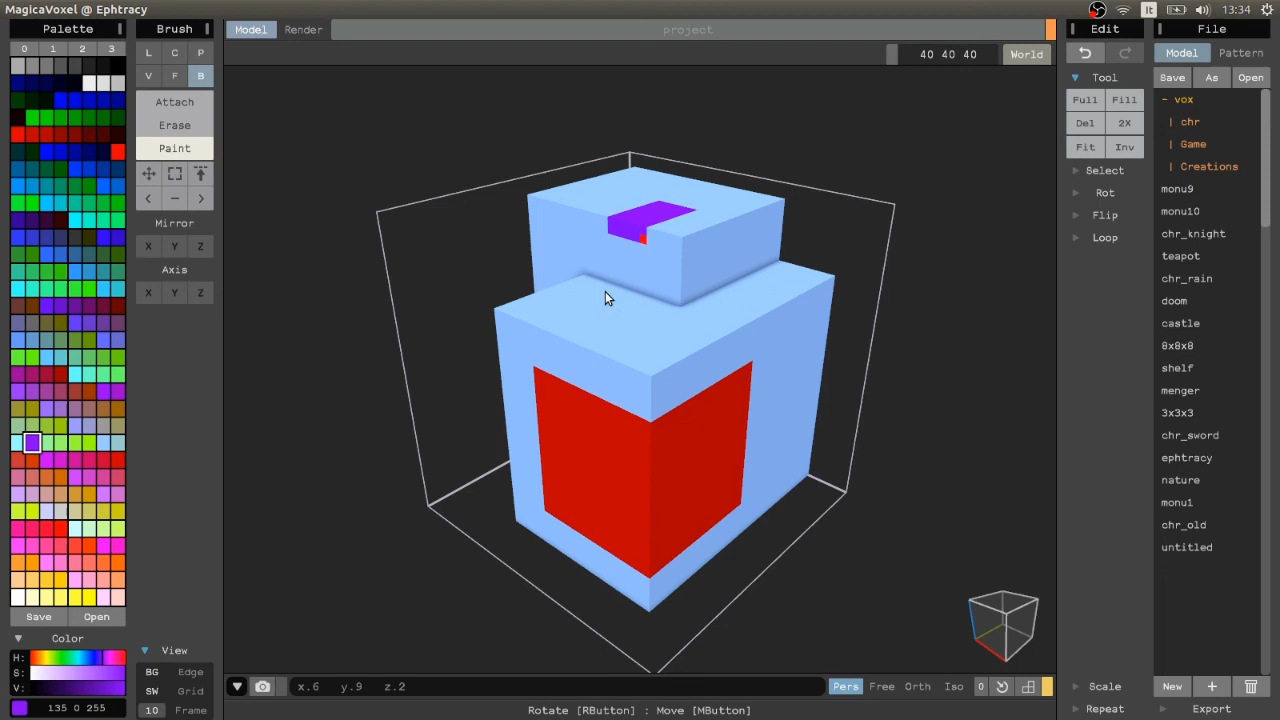 MagicaVoxel @ Ephtracy
It
13:34
Palette
Brush
Model
Render
project
Edit
File
0 1 2 3
L C P
V F B
Attach
Erase
Paint
Mirror
X Y Z
Axis
X Y Z
40 40 40
World
Tool
Full Fill
Del 2X
Fit Inv
Select
Rot
Flip
Loop
Model Pattern
Save As Open
- vox
| chr
| Game
| Creations
monu9
monu10
chr_knight
teapot
chr_rain
doom
castle
8x8x8
shelf
menger
3x3x3
chr_sword
ephtracy
nature
monu1
chr_old
untitled
Save Open
Color
H:
S:
V:
135 0 255
View
BG Edge
SW Grid
10 Frame
x.6 y.9 z.2
Pers Free Orth Iso 0
Rotate [RButton] : Move [MButton]
Scale
Repeat
New +
Export